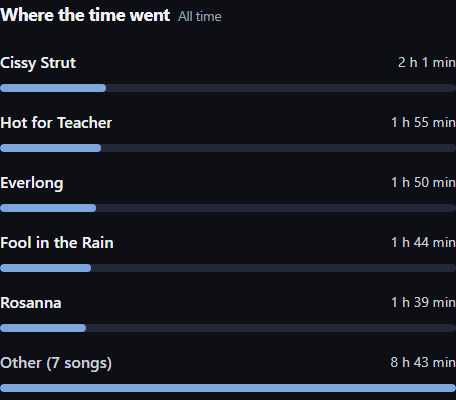 Where the time went All time
Cissy Strut 2 h 1 min
Hot for Teacher 1 h 55 min
Everlong 1 h 50 min
Fool in the Rain 1 h 44 min
Rosanna 1 h 39 min
Other (7 songs) 8 h 43 min